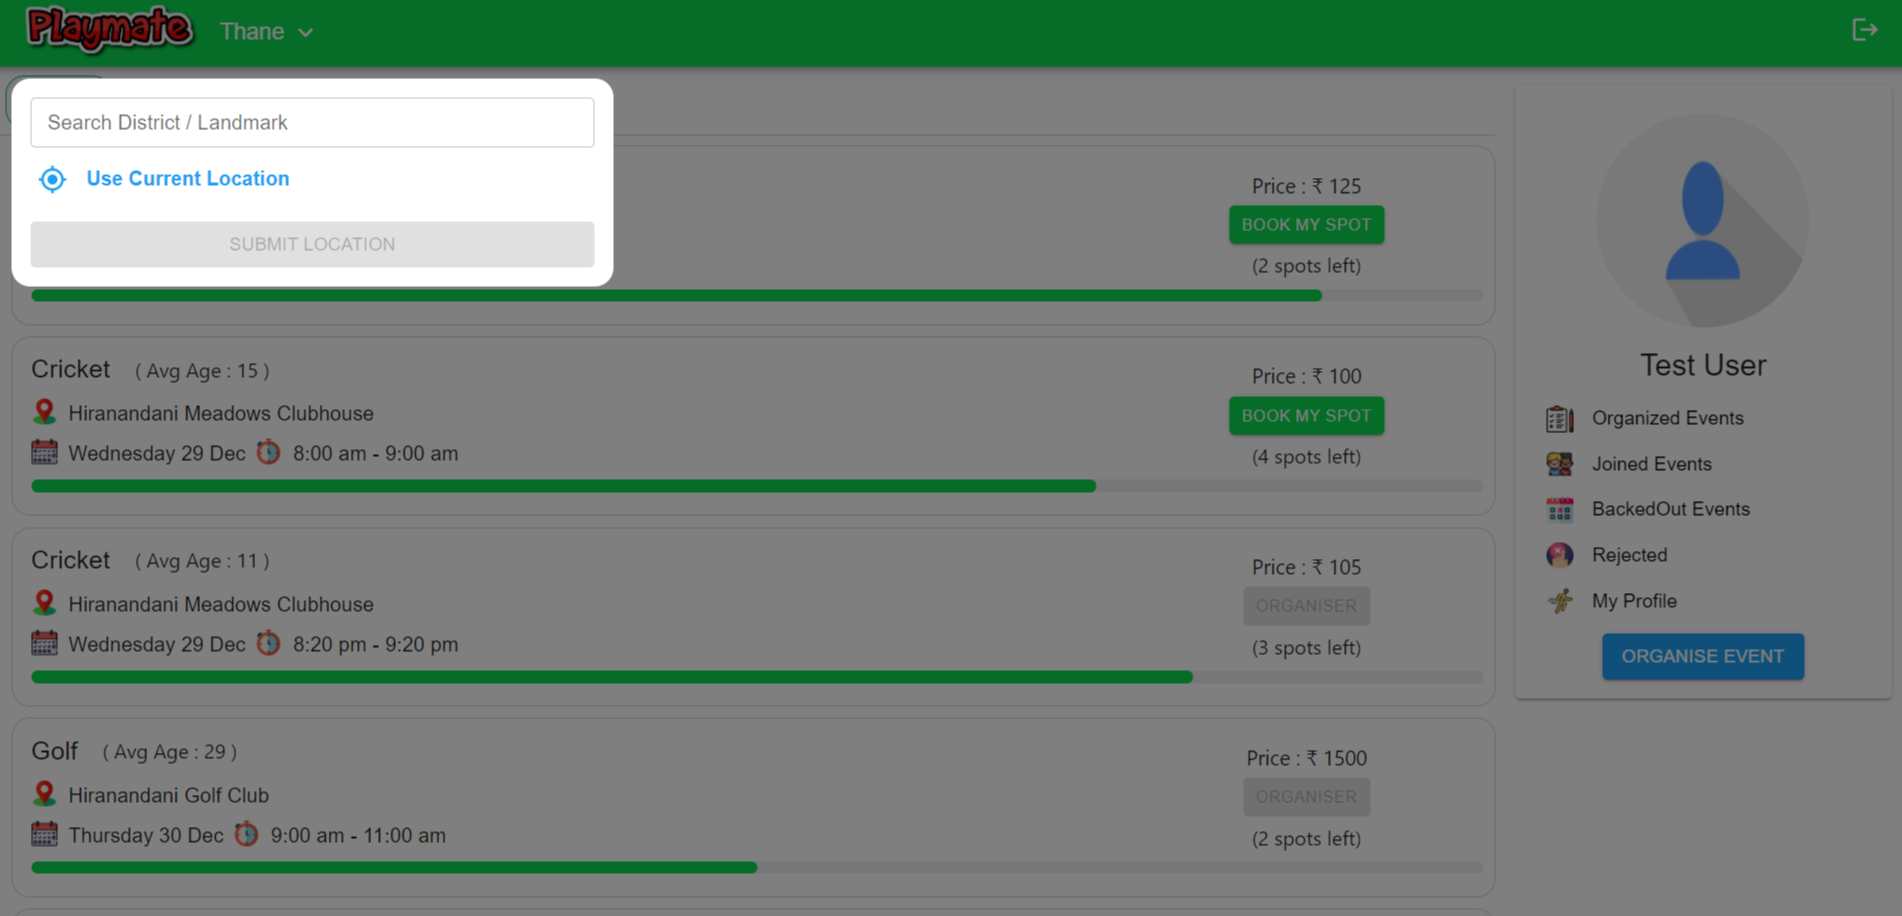 Playmate
Thane
Search District / Landmark
Use Current Location
SUBMIT LOCATION
Price : ₹ 125
BOOK MY SPOT
(2 spots left)
Cricket ( Avg Age : 15 )
Hiranandani Meadows Clubhouse
Wednesday 29 Dec 8:00 am - 9:00 am
Price : ₹ 100
BOOK MY SPOT
(4 spots left)
Cricket ( Avg Age : 11 )
Hiranandani Meadows Clubhouse
Wednesday 29 Dec 8:20 pm - 9:20 pm
Price : ₹ 105
ORGANISER
(3 spots left)
Golf ( Avg Age : 29 )
Hiranandani Golf Club
Thursday 30 Dec 9:00 am - 11:00 am
Price : ₹ 1500
ORGANISER
(2 spots left)
Test User
Organized Events
Joined Events
BackedOut Events
Rejected
My Profile
ORGANISE EVENT